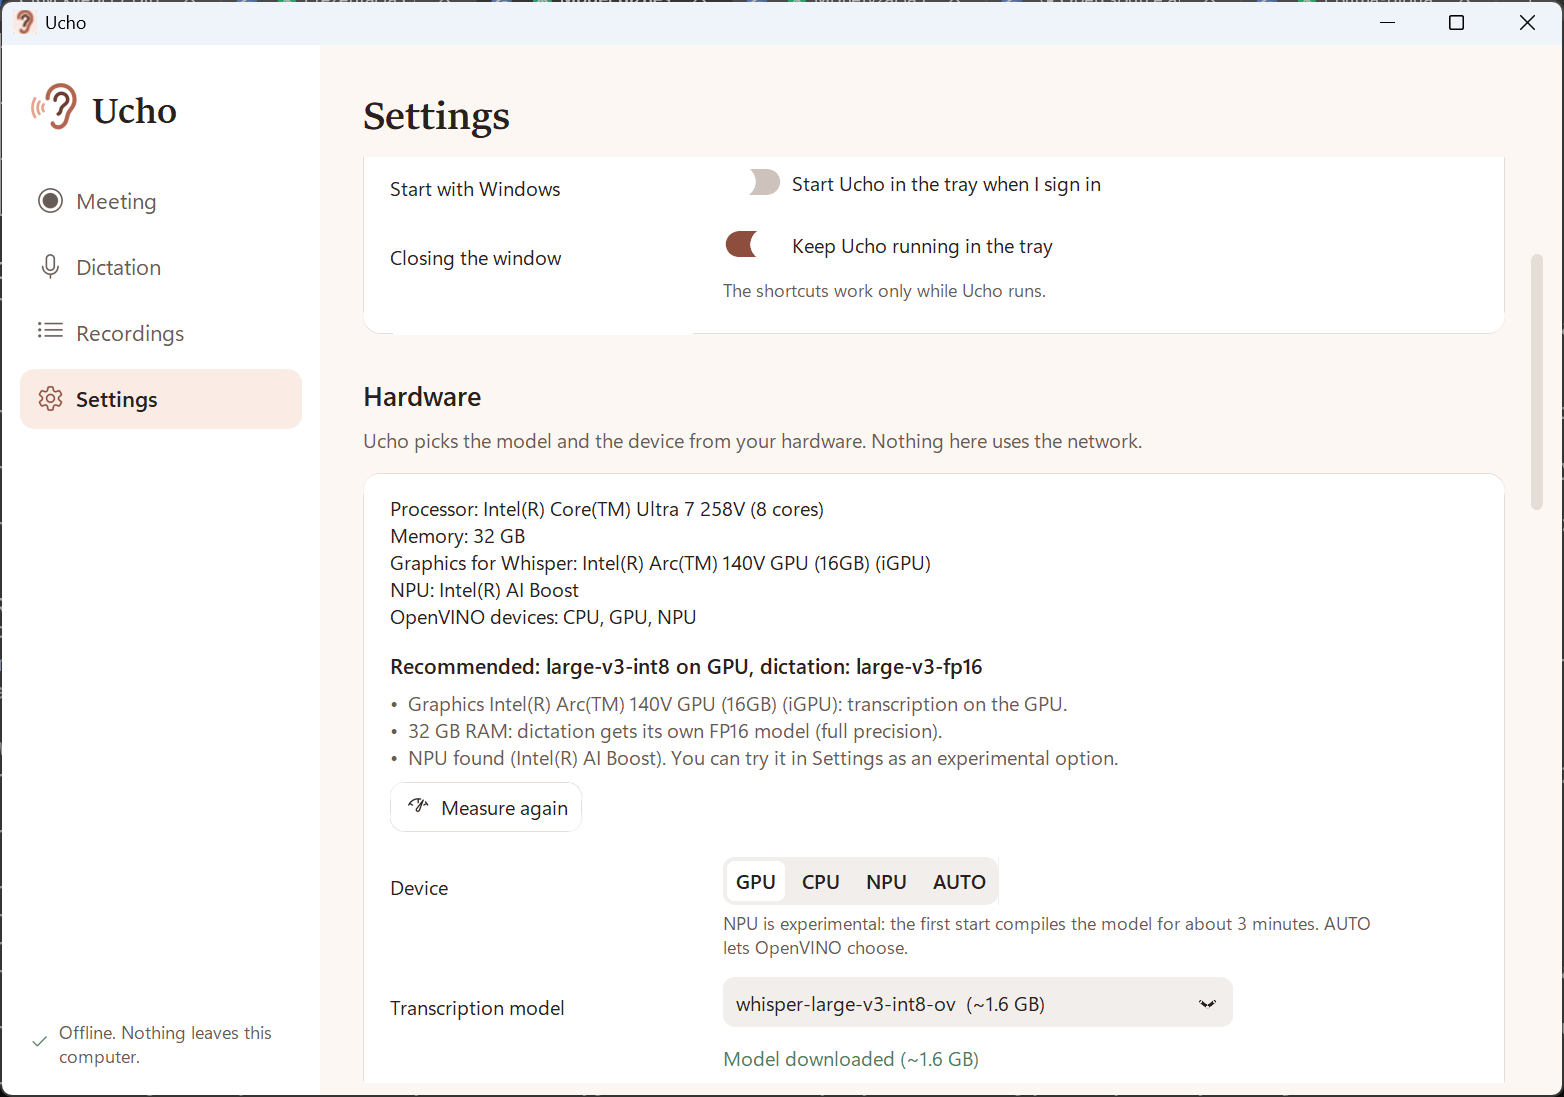 Ucho
Ucho
Meeting
Dictation
Recordings
Settings
Offline. Nothing leaves this
computer.
Settings
Start with Windows
Start Ucho in the tray when I sign in
Closing the window
Keep Ucho running in the tray
The shortcuts work only while Ucho runs.
Hardware
Ucho picks the model and the device from your hardware. Nothing here uses the network.
Processor: Intel(R) Core(TM) Ultra 7 258V (8 cores)
Memory: 32 GB
Graphics for Whisper: Intel(R) Arc(TM) 140V GPU (16GB) (iGPU)
NPU: Intel(R) AI Boost
OpenVINO devices: CPU, GPU, NPU
Recommended: large-v3-int8 on GPU, dictation: large-v3-fp16
• Graphics Intel(R) Arc(TM) 140V GPU (16GB) (iGPU): transcription on the GPU.
• 32 GB RAM: dictation gets its own FP16 model (full precision).
• NPU found (Intel(R) AI Boost). You can try it in Settings as an experimental option.
Measure again
Device
GPU CPU NPU AUTO
NPU is experimental: the first start compiles the model for about 3 minutes. AUTO
lets OpenVINO choose.
Transcription model
whisper-large-v3-int8-ov (~1.6 GB)
Model downloaded (~1.6 GB)